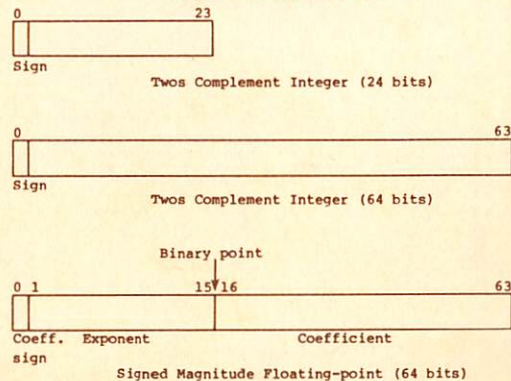 0 23
Sign
Twos Complement Integer (24 bits)
0 63
Sign
Twos Complement Integer (64 bits)
Binary point
0 1 15 16 63
Coeff. Exponent Coefficient
sign
Signed Magnitude Floating-point (64 bits)